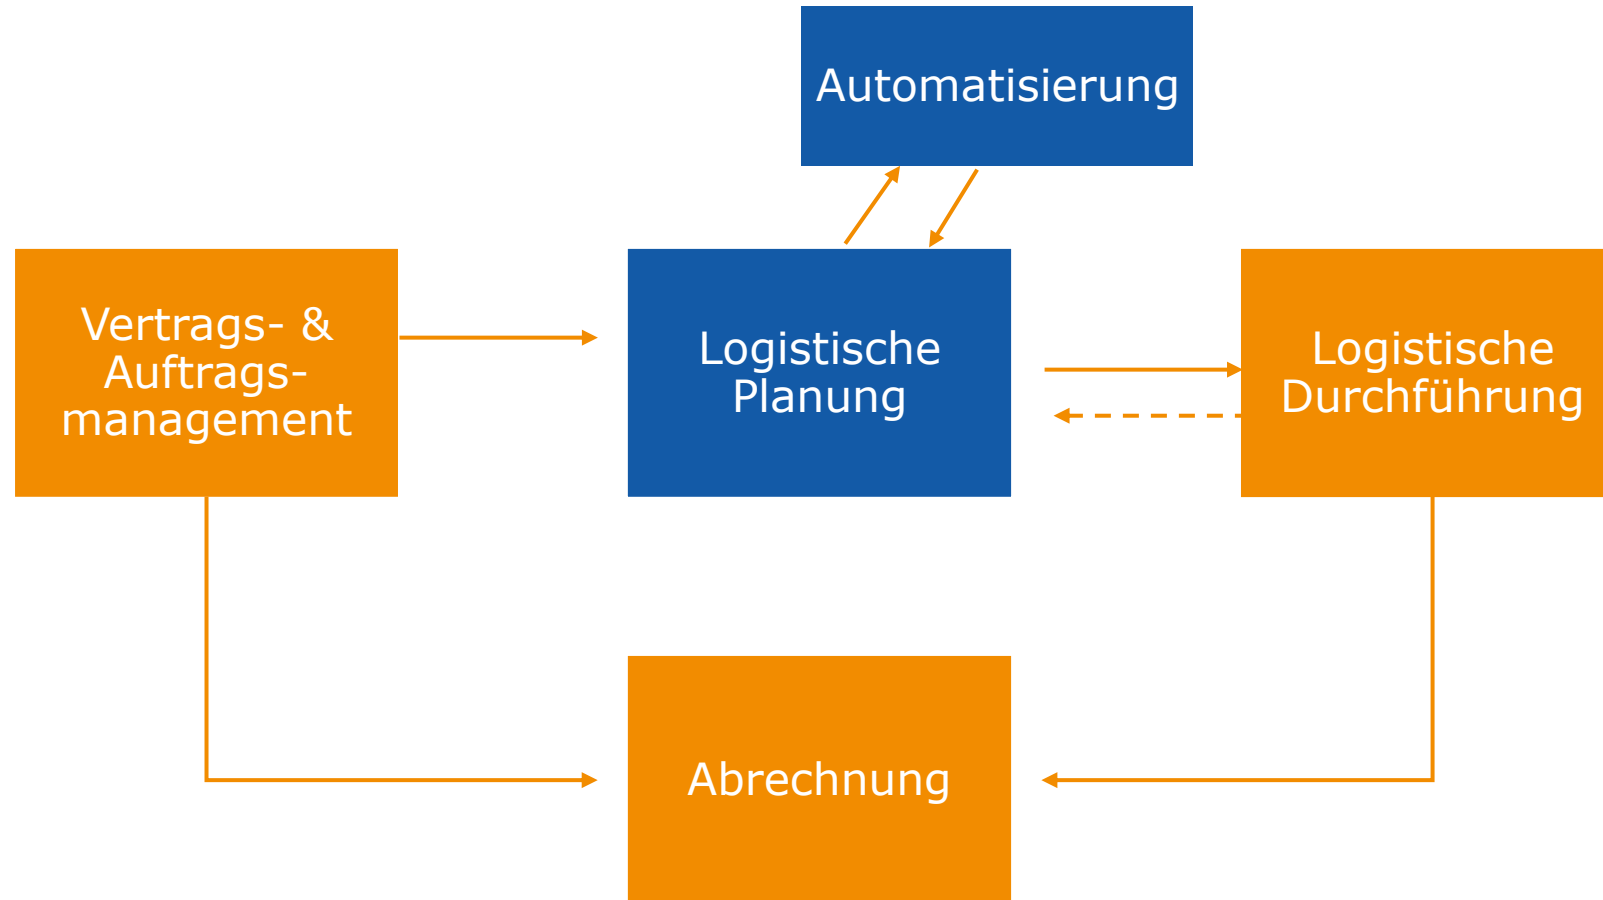 Automatisierung
Vertrags- &
Auftrags-
management
Logistische
Planung
Logistische
Durchführung
Abrechnung